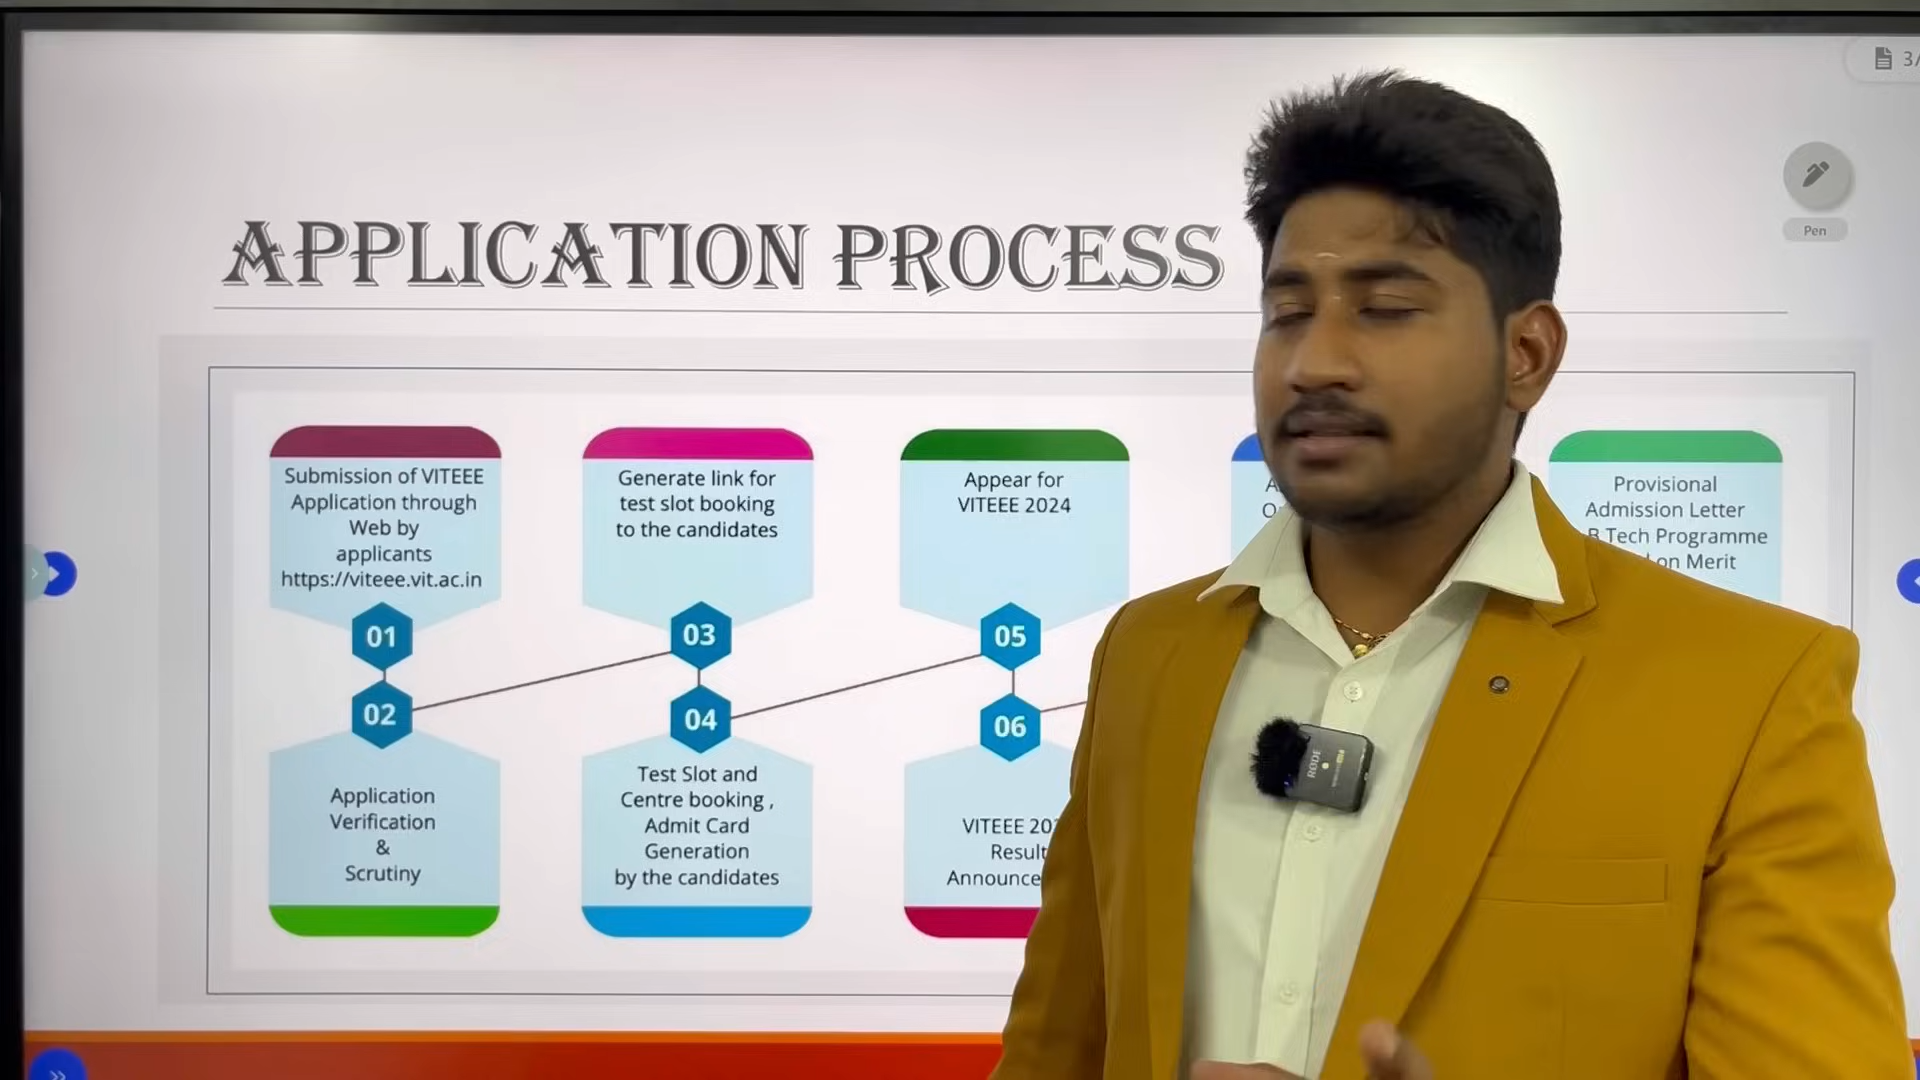 3/
Pen
APPLICATION PROCESS
Submission of VITEEE
Application through
Web by
applicants
https://viteee.vit.ac.in
01
02
Application
Verification
&
Scrutiny
Generate link for
test slot booking
to the candidates
03
04
Test Slot and
Centre booking ,
Admit Card
Generation
by the candidates
Appear for
VITEEE 2024
05
06
VITEEE
Result
Provisional
Admission Letter
B Tech Programme
on Merit
RODE